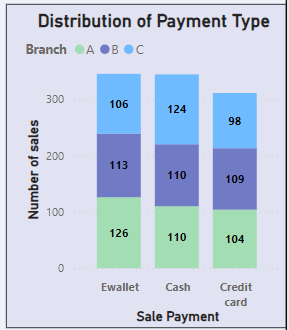 Distribution of Payment Type
Branch A B C
Number of sales
300
200
100
0
106
113
126
124
110
110
98
109
104
Ewallet
Cash
Credit
card
Sale Payment